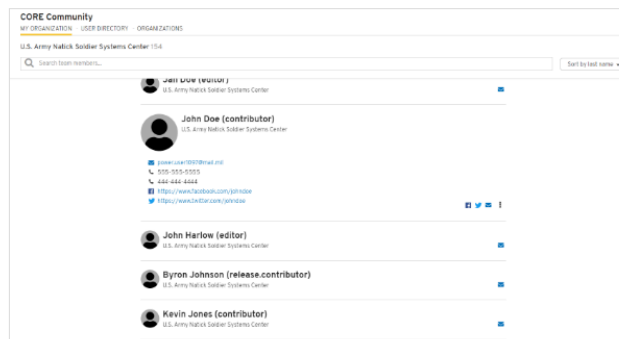 CORE Community
MY ORGANIZATION USER DIRECTORY ORGANIZATIONS
U.S. Army Natick Soldier Systems Center 154
Search team members...
Sort by last name
Jan Doe (editor)
U.S. Army Natick Soldier Systems Center
John Doe (contributor)
U.S. Army Natick Soldier Systems Center
555-555-5555
444-444-4444
https://www.facebook.com/johndoe
https://www.twitter.com/johndoe
John Harlow (editor)
U.S. Army Natick Soldier Systems Center
Byron Johnson (release.contributor)
U.S. Army Natick Soldier Systems Center
Kevin Jones (contributor)
U.S. Army Natick Soldier Systems Center